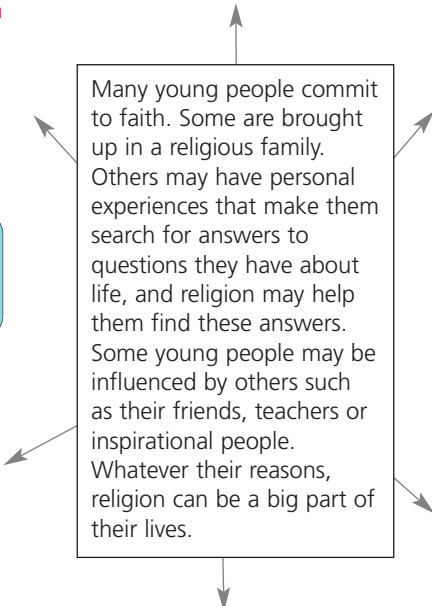 Many young people commit
to faith. Some are brought
up in a religious family.
Others may have personal
experiences that make them
search for answers to
questions they have about
life, and religion may help
them find these answers.
Some young people may be
influenced by others such
as their friends, teachers or
inspirational people.
Whatever their reasons,
religion can be a big part of
their lives.